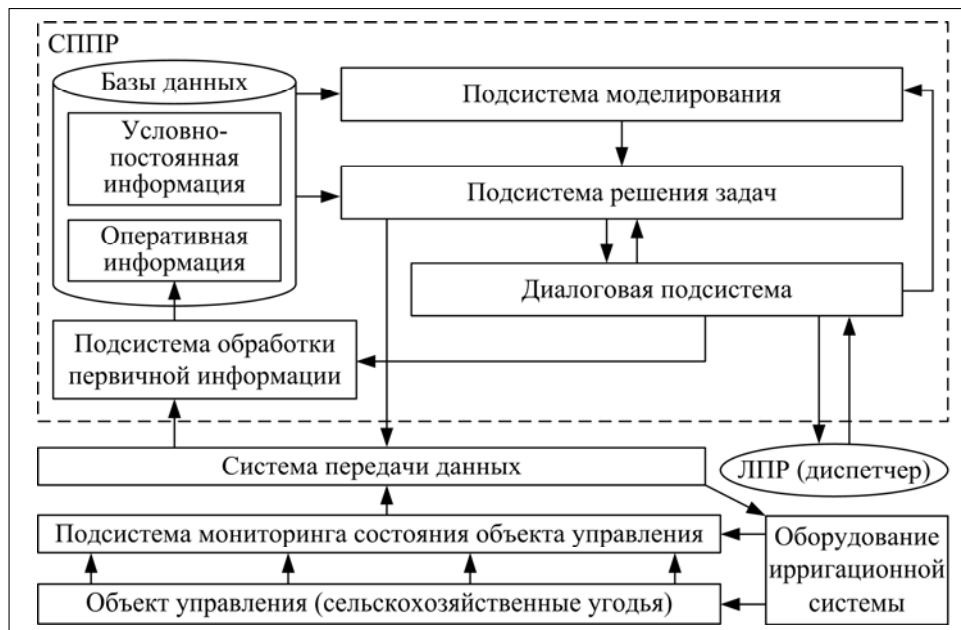 СППР
Базы данных
Условно-
постоянная
информация
Оперативная
информация
Подсистема моделирования
Подсистема решения задач
Диалоговая подсистема
Подсистема обработки
первичной информации
Система передачи данных
ЛПР (диспетчер)
Подсистема мониторинга состояния объекта управления
Объект управления (сельскохозяйственные угодья)
Оборудование
ирригационной
системы